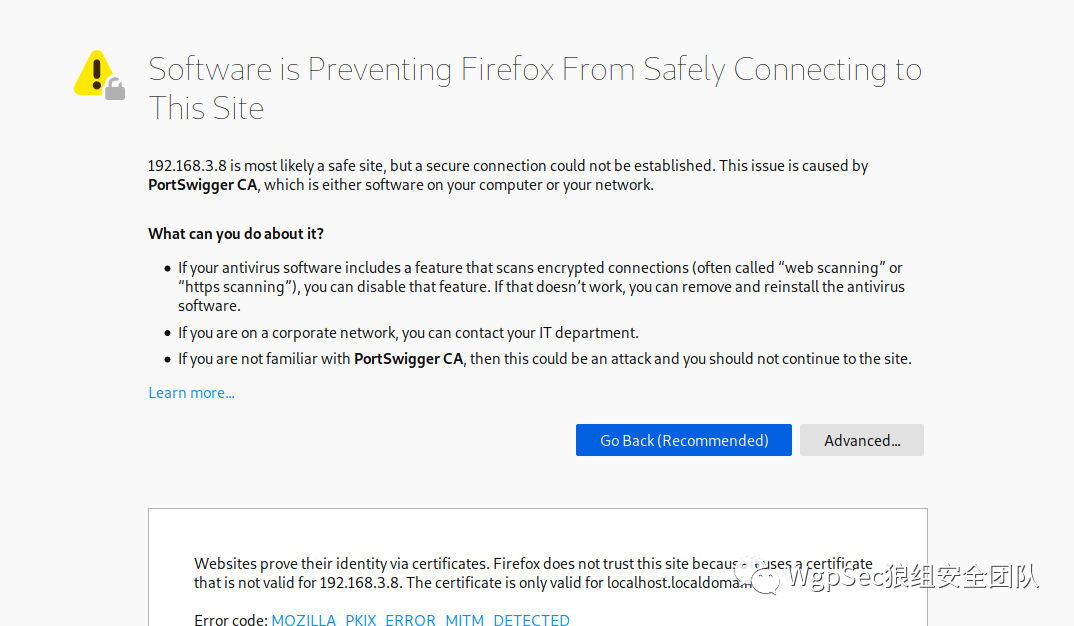 Software is Preventing Firefox From Safely Connecting to
This Site
192.168.3.8 is most likely a safe site, but a secure connection could not be established. This issue is caused by
PortSwigger CA, which is either software on your computer or your network.
What can you do about it?
• If your antivirus software includes a feature that scans encrypted connections (often called “web scanning” or
“https scanning”), you can disable that feature. If that doesn’t work, you can remove and reinstall the antivirus
software.
• If you are on a corporate network, you can contact your IT department.
• If you are not familiar with PortSwigger CA, then this could be an attack and you should not continue to the site.
Learn more...
Go Back (Recommended) Advanced...
Websites prove their identity via certificates. Firefox does not trust this site because it uses a certificate
that is not valid for 192.168.3.8. The certificate is only valid for localhost.localdomain
WgpSec狼组安全团队
Error code: MOZILLA_PKIX_ERROR_MITM_DETECTED